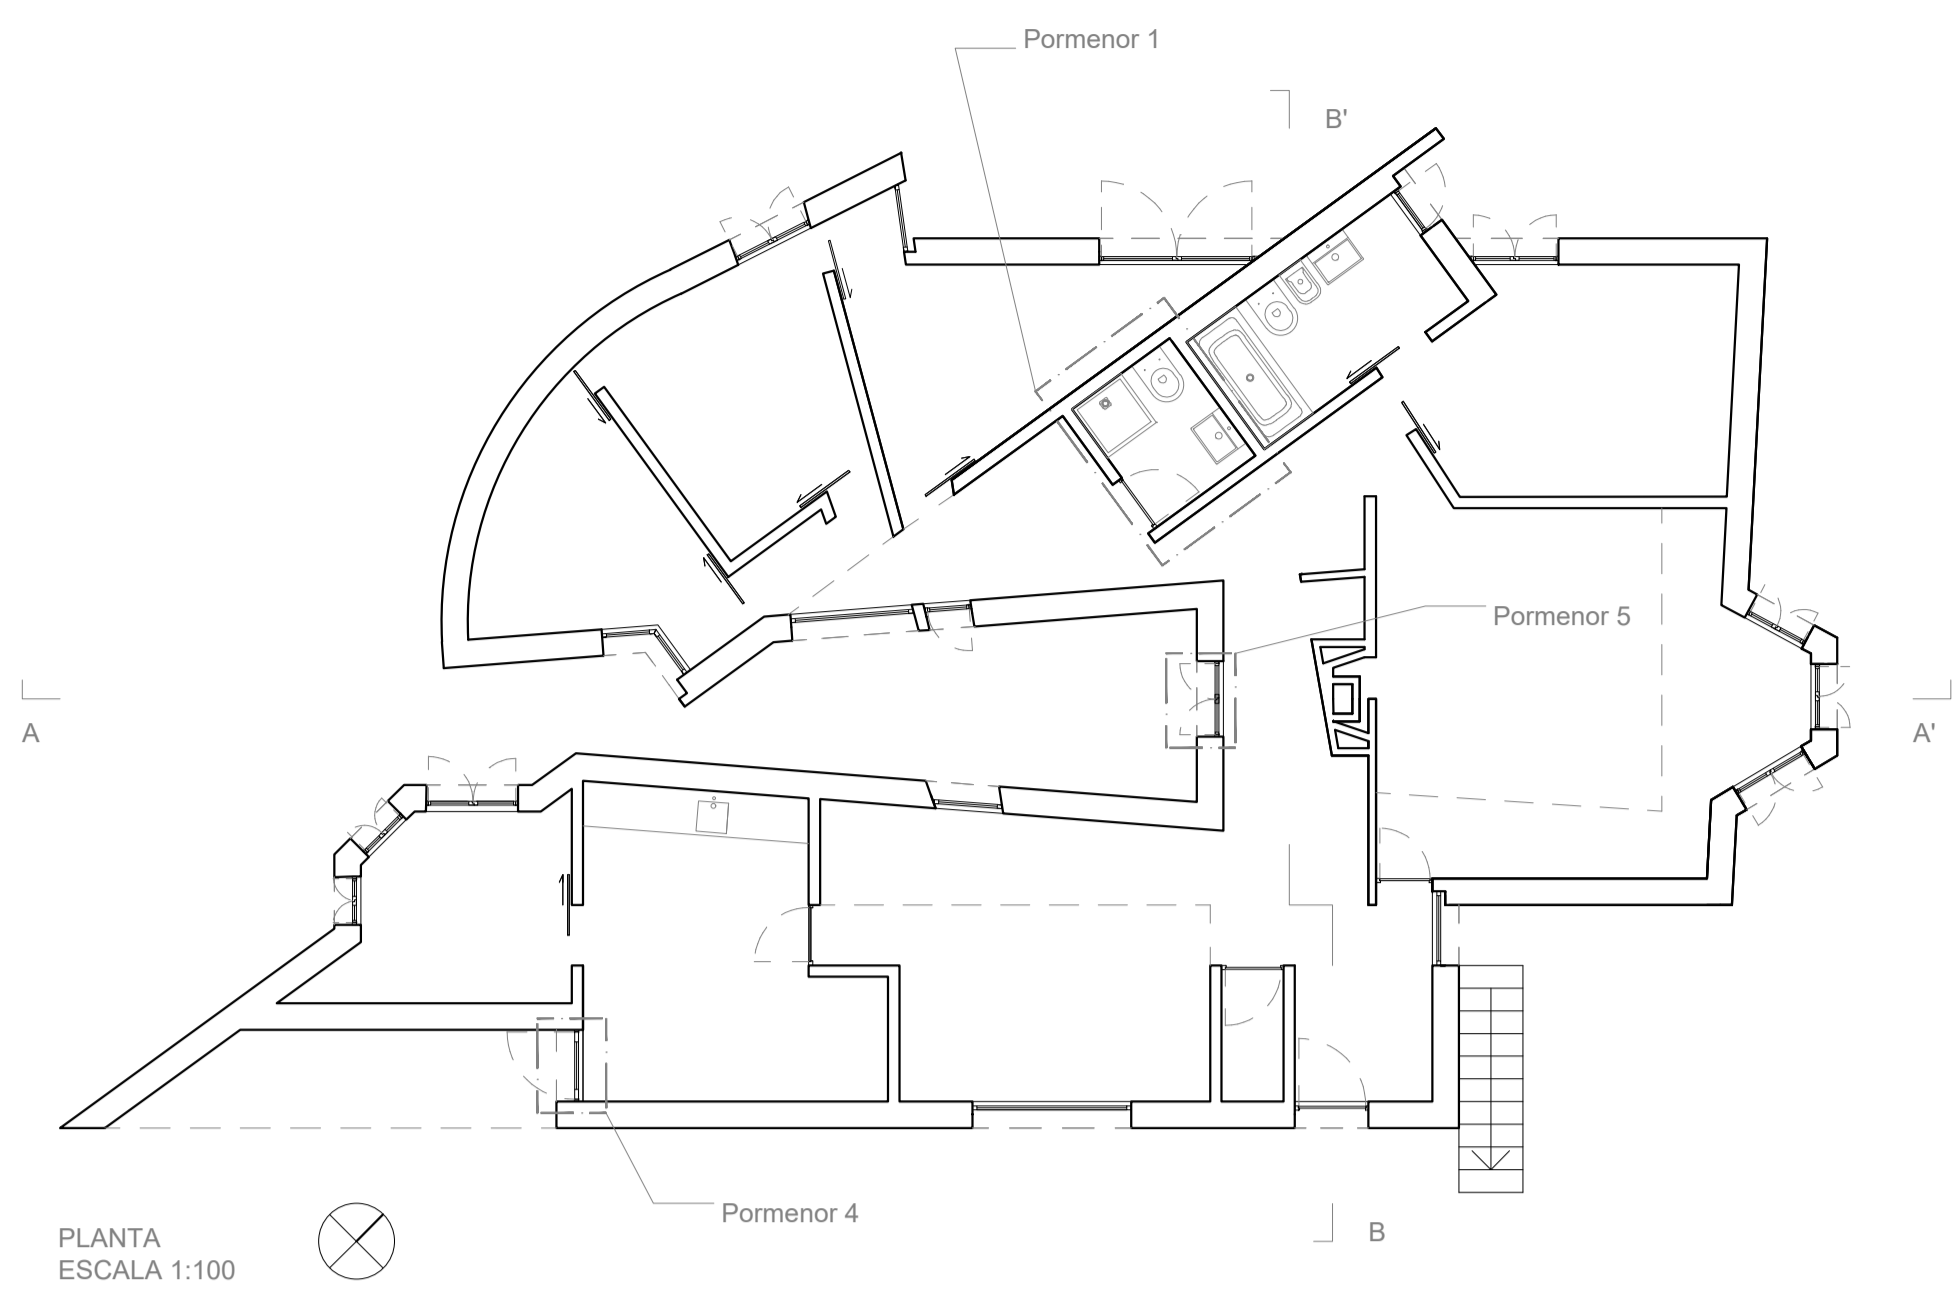 Pormenor 1
B'
Pormenor 5
A
A'
Pormenor 4
B
PLANTA
ESCALA 1:100